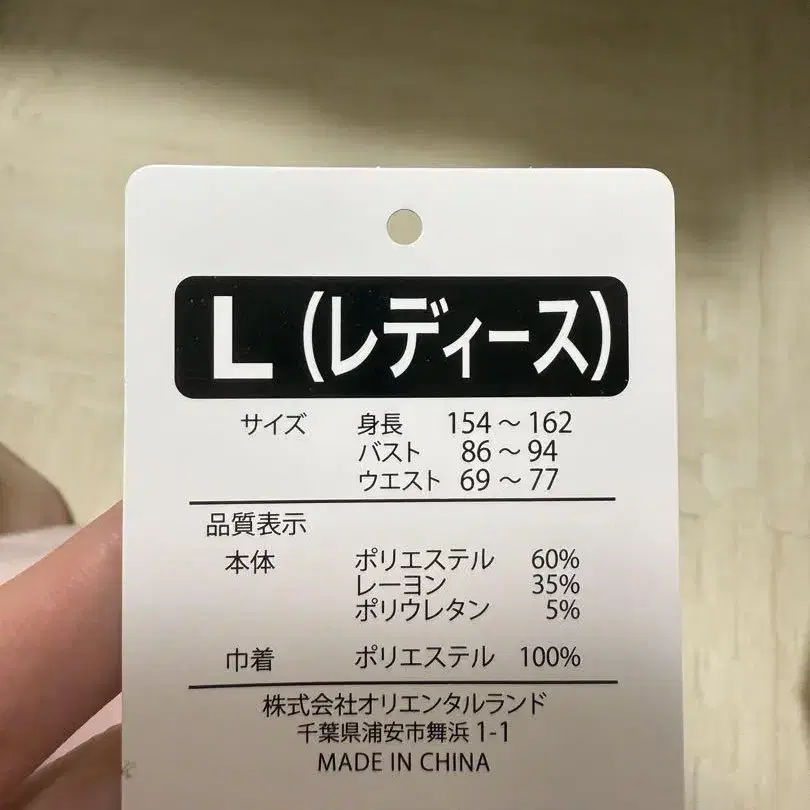 L (レディース)
サイズ 身長 154～162
バスト 86～94
ウエスト 69～77
品質表示
本体 ポリエステル 60%
レーヨン 35%
ポリウレタン 5%
巾着 ポリエステル 100%
株式会社オリエンタルランド
千葉県浦安市舞浜 1-1
MADE IN CHINA